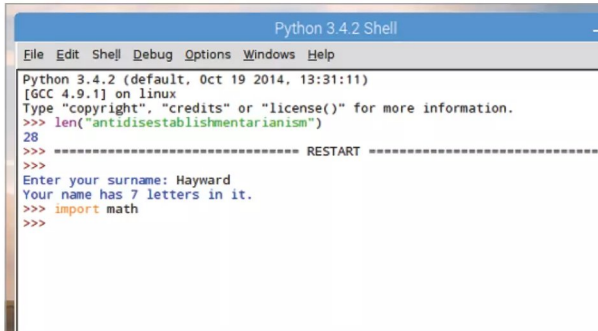 Python 3.4.2 Shell
File Edit Shell Debug Options Windows Help
Python 3.4.2 (default, Oct 19 2014, 13:31:11)
[GCC 4.9.1] on linux
Type "copyright", "credits" or "license()" for more information.
>>> len("antidisestablishmentarianism")
28
>>> ================================ RESTART ==============================
>>>
Enter your surname: Hayward
Your name has 7 letters in it.
>>> import math
>>>